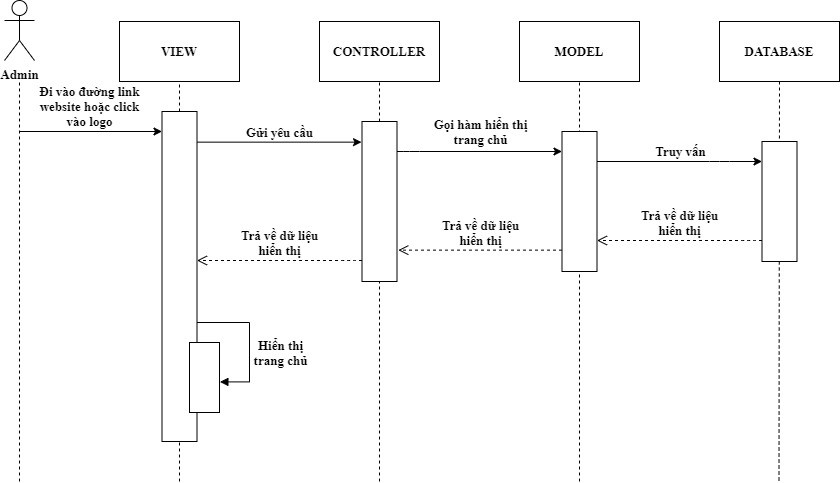 VIEW
CONTROLLER
MODEL
DATABASE
Admin
Đi vào đường link
website hoặc click
vào logo
Gửi yêu cầu
Gọi hàm hiển thị
trang chủ
Truy vấn
Trả về dữ liệu
hiển thị
Trả về dữ liệu
hiển thị
Trả về dữ liệu
hiển thị
Hiển thị
trang chủ